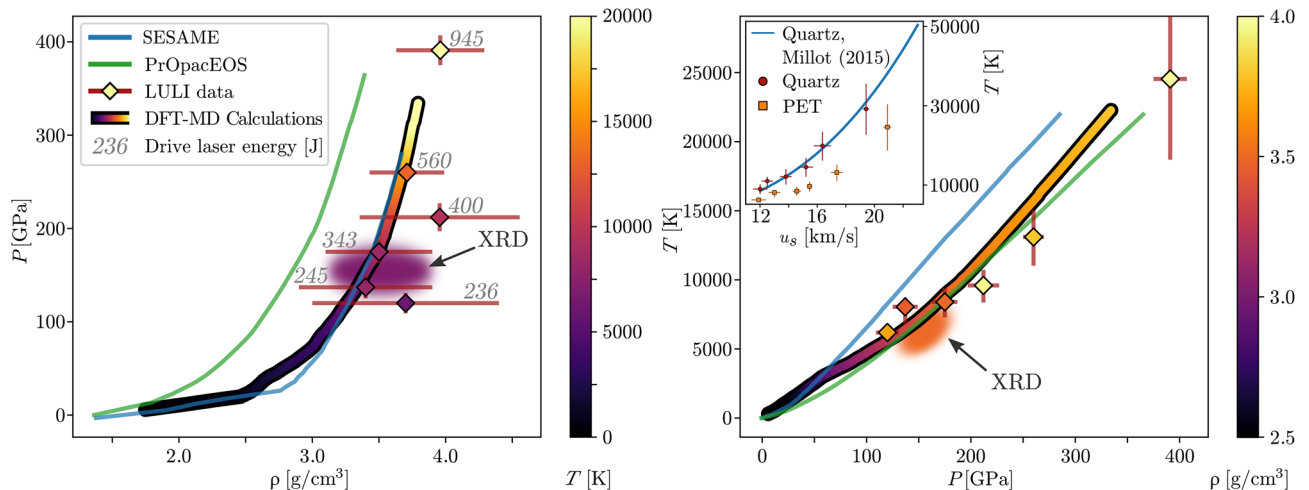 SESAME
PrOpacEOS
LULI data
DFT-MD Calculations
236 Drive laser energy [J]
945
560
400
343
245
236
XRD
400
300
200
100
0
P [GPa]
2.0
3.0
4.0
ρ [g/cm³]
20000
15000
10000
5000
0
T [K]
Quartz,
Millot (2015)
Quartz
PET
50000
30000
10000
T [K]
12
16
20
u_s [km/s]
XRD
25000
22000
18000
15000
10000
5000
0
T [K]
0
100
200
300
400
P [GPa]
4.0
3.5
3.0
2.5
ρ [g/cm³]